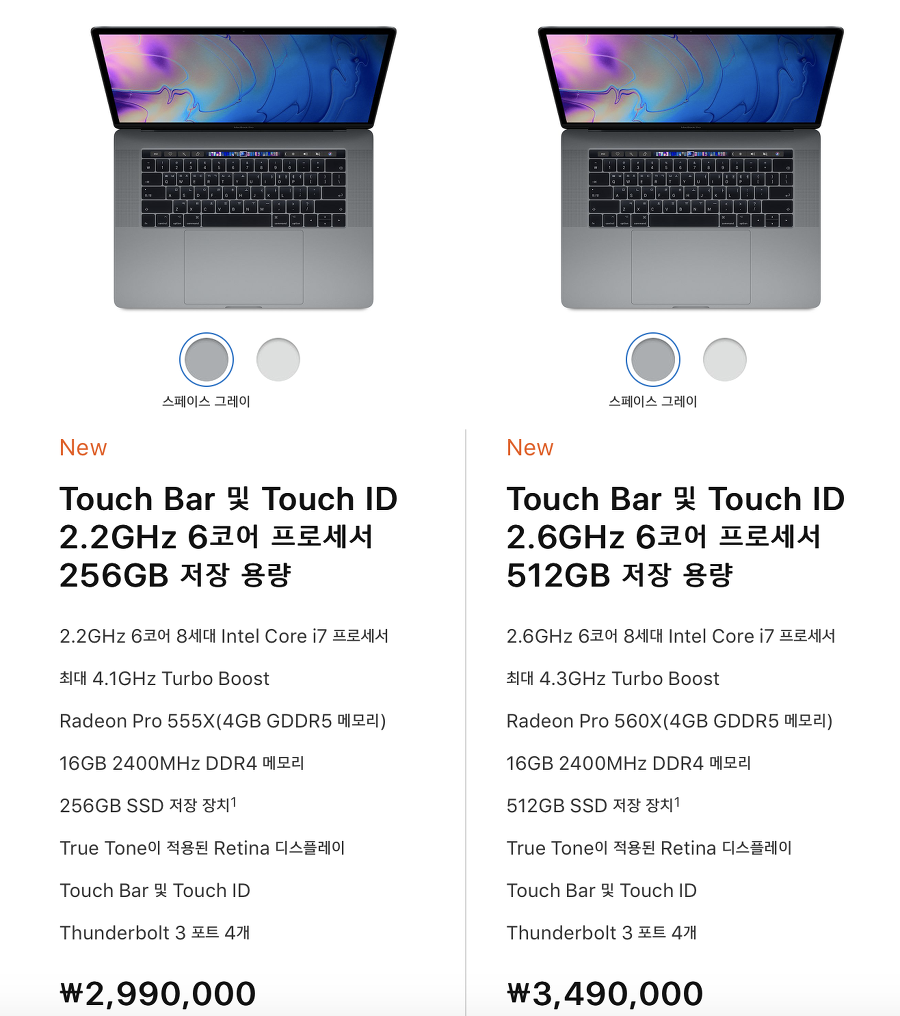 스페이스 그레이
New
Touch Bar 및 Touch ID
2.2GHz 6코어 프로세서
256GB 저장 용량
2.2GHz 6코어 8세대 Intel Core i7 프로세서
최대 4.1GHz Turbo Boost
Radeon Pro 555X(4GB GDDR5 메모리)
16GB 2400MHz DDR4 메모리
256GB SSD 저장 장치1
True Tone이 적용된 Retina 디스플레이
Touch Bar 및 Touch ID
Thunderbolt 3 포트 4개
₩2,990,000
스페이스 그레이
New
Touch Bar 및 Touch ID
2.6GHz 6코어 프로세서
512GB 저장 용량
2.6GHz 6코어 8세대 Intel Core i7 프로세서
최대 4.3GHz Turbo Boost
Radeon Pro 560X(4GB GDDR5 메모리)
16GB 2400MHz DDR4 메모리
512GB SSD 저장 장치1
True Tone이 적용된 Retina 디스플레이
Touch Bar 및 Touch ID
Thunderbolt 3 포트 4개
₩3,490,000